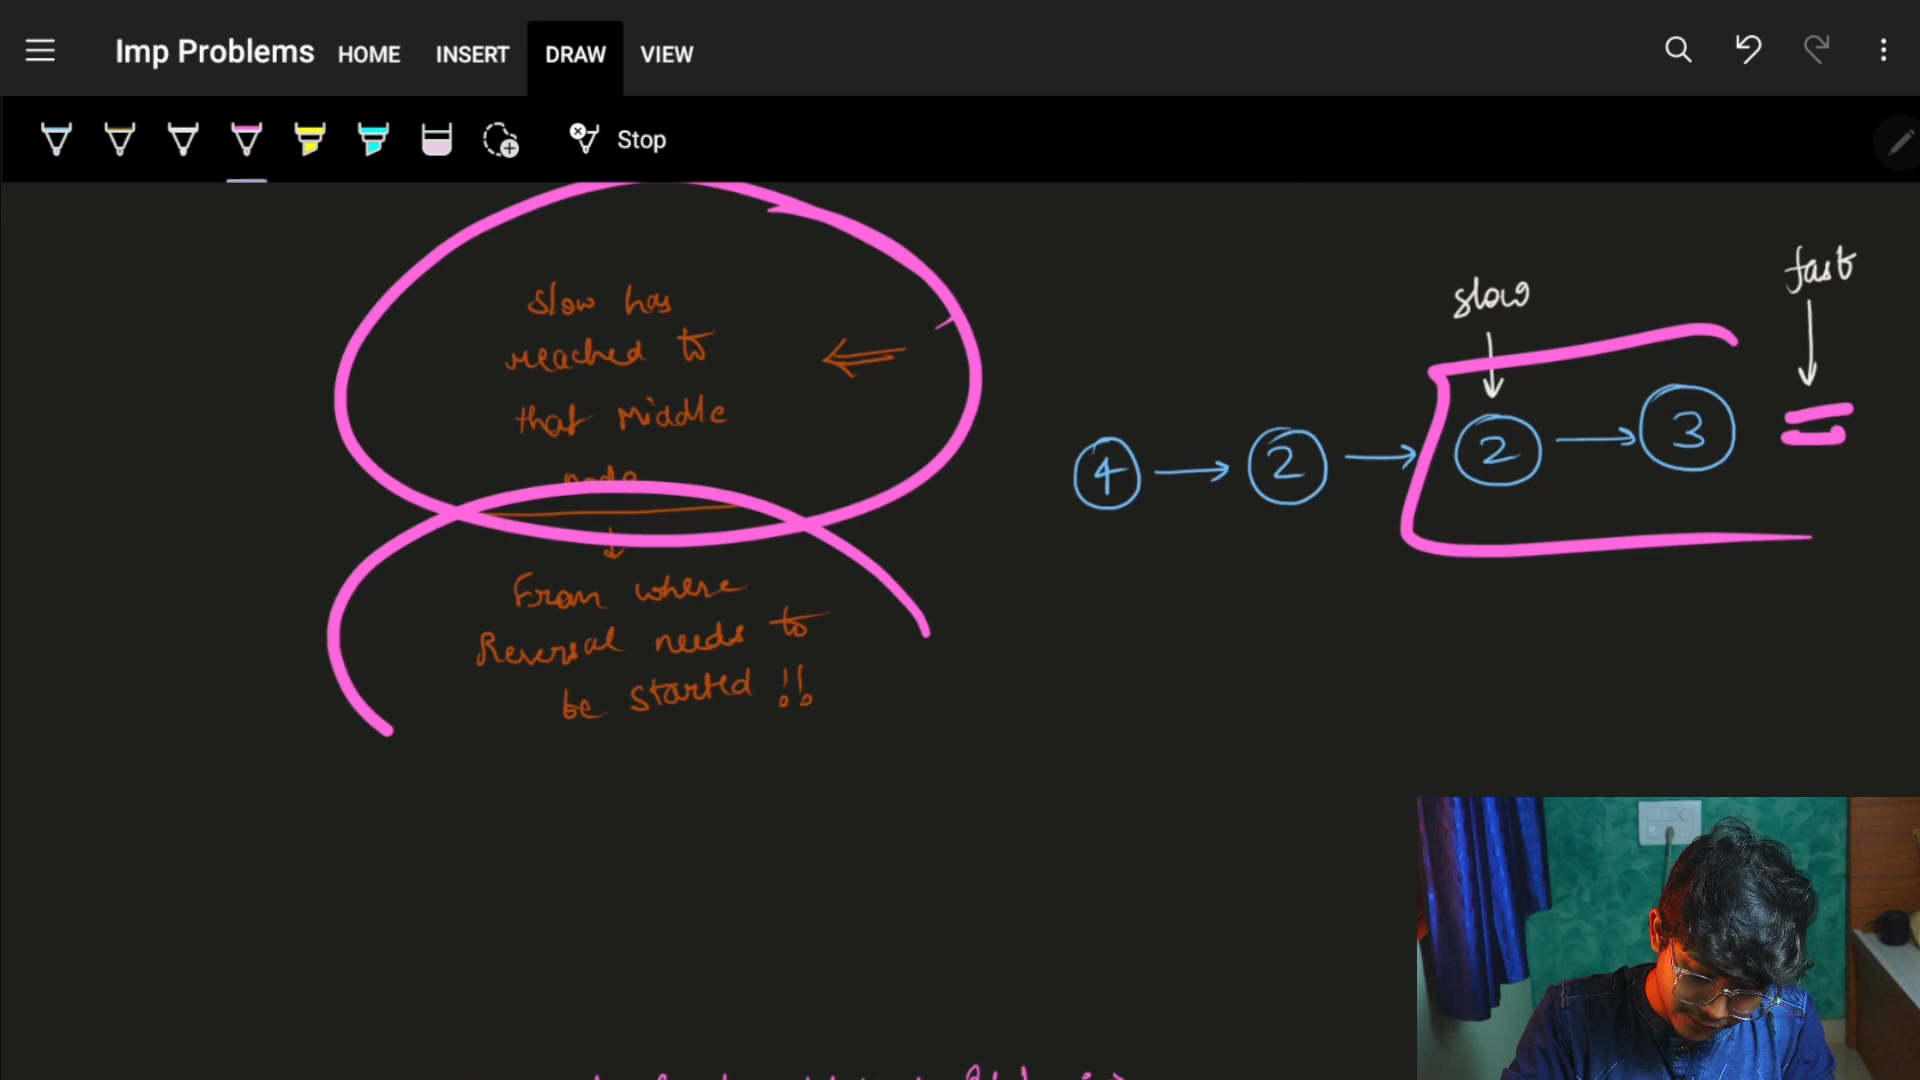 Imp Problems HOME INSERT DRAW VIEW
Stop
Slow has
reached to
that middle
node
↓
From where
Reversal needs to
be started !!
slow
fast
4 → 2 → 2 → 3